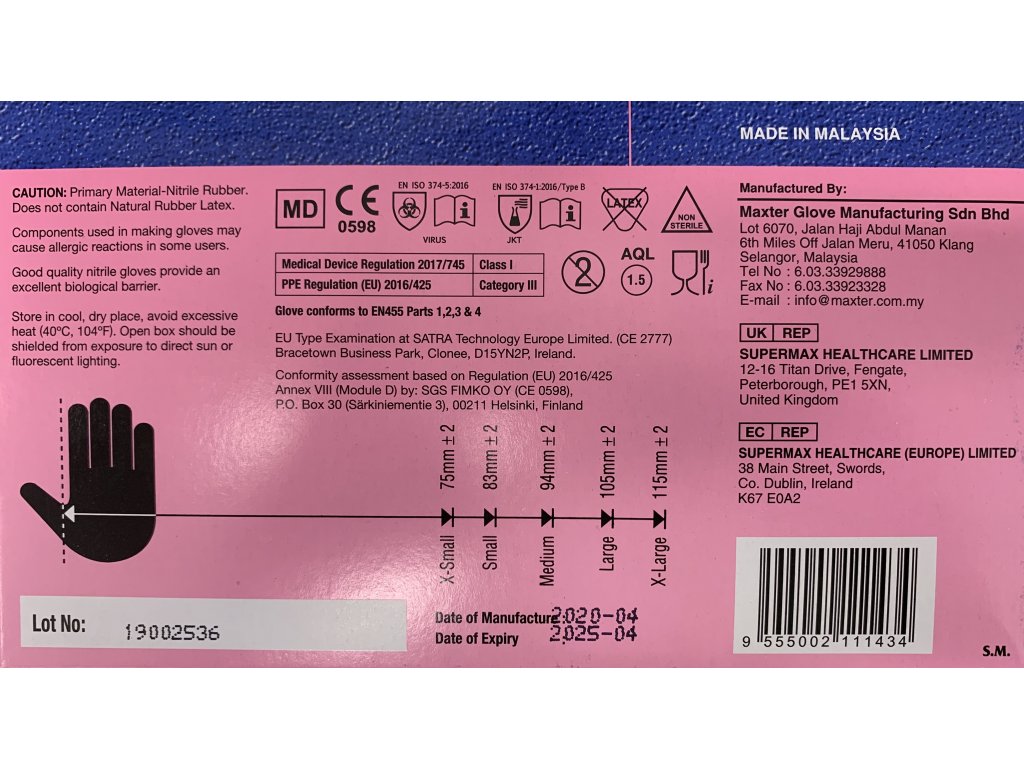 MADE IN MALAYSIA
CAUTION: Primary Material-Nitrile Rubber.
Does not contain Natural Rubber Latex.
Components used in making gloves may
cause allergic reactions in some users.
Good quality nitrile gloves provide an
excellent biological barrier.
Store in cool, dry place, avoid excessive
heat (40ºC, 104ºF). Open box should be
shielded from exposure to direct sun or
fluorescent lighting.
MD
CE
0598
EN ISO 374-5:2016
i
VIRUS
EN ISO 374-1:2016/Type B
i
JKT
LATEX
NON
STERILE
Medical Device Regulation 2017/745 Class I
PPE Regulation (EU) 2016/425 Category III
2
AQL
1.5
i
Glove conforms to EN455 Parts 1,2,3 & 4
EU Type Examination at SATRA Technology Europe Limited. (CE 2777)
Bracetown Business Park, Clonee, D15YN2P, Ireland.
Conformity assessment based on Regulation (EU) 2016/425
Annex VIII (Module D) by: SGS FIMKO OY (CE 0598),
P.O. Box 30 (Särkiniementie 3), 00211 Helsinki, Finland
Manufactured By:
Maxter Glove Manufacturing Sdn Bhd
Lot 6070, Jalan Haji Abdul Manan
6th Miles Off Jalan Meru, 41050 Klang
Selangor, Malaysia
Tel No : 6.03.33929888
Fax No : 6.03.33923328
E-mail : info@maxter.com.my
UK REP
SUPERMAX HEALTHCARE LIMITED
12-16 Titan Drive, Fengate,
Peterborough, PE1 5XN,
United Kingdom
EC REP
SUPERMAX HEALTHCARE (EUROPE) LIMITED
38 Main Street, Swords,
Co. Dublin, Ireland
K67 E0A2
X-Small 75mm ± 2
Small 83mm ± 2
Medium 94mm ± 2
Large 105mm ± 2
X-Large 115mm ± 2
Lot No: 19002536
Date of Manufacture: 2020-04
Date of Expiry 2025-04
9 555002 111434
S.M.